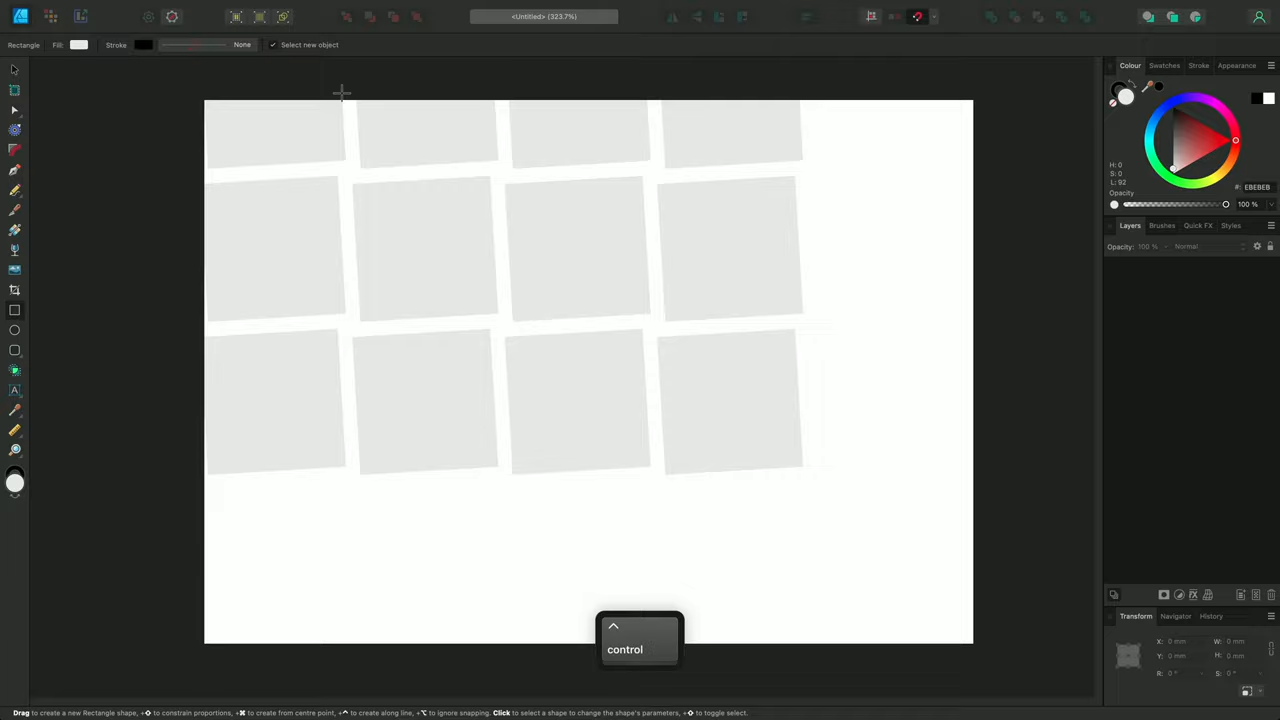 <Untitled> (323.7%)
Rectangle
Fill:
Stroke
None
Select new object
Colour
Swatches
Stroke
Appearance
H: 0
S: 0
L: 92
#: EBEBEB
Opacity
100 %
Layers
Brushes
Quick FX
Styles
Opacity: 100 %
Normal
A
Transform
Navigator
History
X: 0 mm
W: 0 mm
Y: 0 mm
H: 0 mm
R: 0 °
S: 0 °
control
Drag to create a new Rectangle shape, +⇧ to constrain proportions, +⌘ to create from centre point, +⌃ to create along line, +⌥ to ignore snapping. Click to select a shape to change the shape's parameters, +⇧ to toggle select.